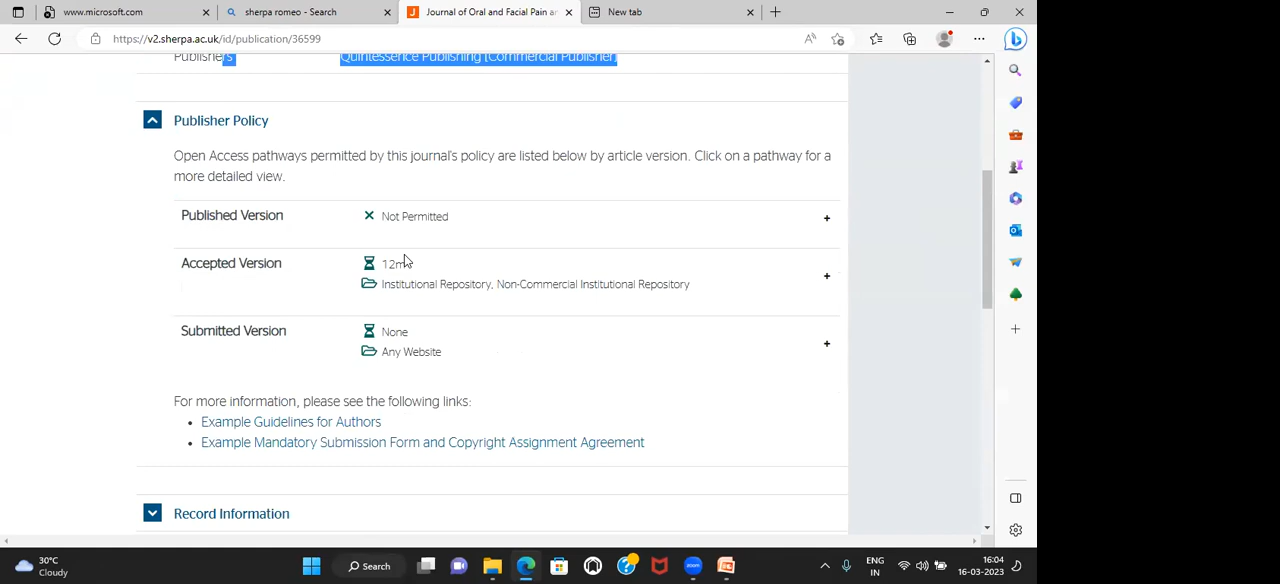 www.microsoft.com
sherpa romeo - Search
Journal of Oral and Facial Pain an
New tab
https://v2.sherpa.ac.uk/id/publication/36599
Publishers
Quintessence Publishing [Commercial Publisher]
Publisher Policy
Open Access pathways permitted by this journal's policy are listed below by article version. Click on a pathway for a
more detailed view.
Published Version
Not Permitted
+
Accepted Version
12m
Institutional Repository, Non-Commercial Institutional Repository
+
Submitted Version
None
Any Website
+
For more information, please see the following links:
• Example Guidelines for Authors
• Example Mandatory Submission Form and Copyright Assignment Agreement
Record Information
30°C
Cloudy
Search
zoom
ENG
IN
16:04
16-03-2023